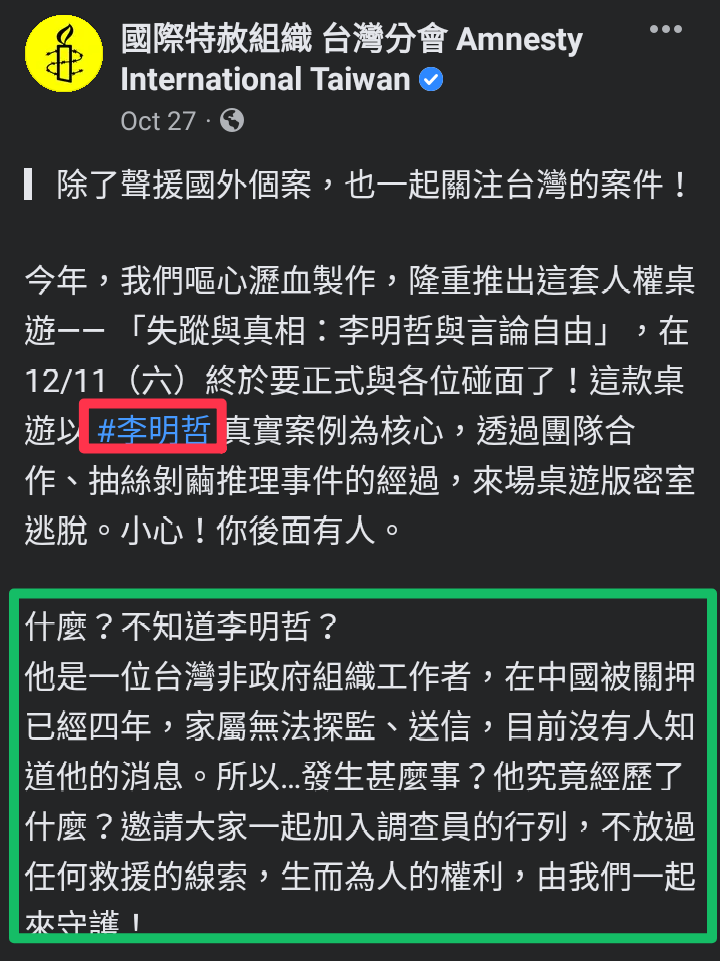 國際特赦組織 台灣分會 Amnesty
International Taiwan
Oct 27 ·
除了聲援國外個案，也一起關注台灣的案件！
今年，我們嘔心瀝血製作，隆重推出這套人權桌
遊——「失蹤與真相：李明哲與言論自由」，在
12/11（六）終於要正式與各位碰面了！這款桌
遊以 #李明哲 真實案例為核心，透過團隊合
作、抽絲剝繭推理事件的經過，來場桌遊版密室
逃脫。小心！你後面有人。
什麼？不知道李明哲？
他是一位台灣非政府組織工作者，在中國被關押
已經四年，家屬無法探監、送信，目前沒有人知
道他的消息。所以...發生甚麼事？他究竟經歷了
什麼？邀請大家一起加入調查員的行列，不放過
任何救援的線索，生而為人的權利，由我們一起
來守護！